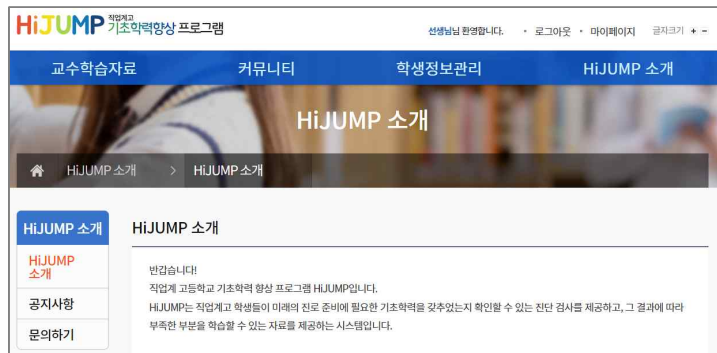 HiJUMP 직업계고 기초학력향상 프로그램
선생님님 환영합니다. • 로그아웃 • 마이페이지 글자크기 + -
교수학습자료 커뮤니티 학생정보관리 HiJUMP 소개
HiJUMP 소개
HiJUMP 소개 > HiJUMP 소개
HiJUMP 소개
HiJUMP
소개
공지사항
문의하기
HiJUMP 소개
반갑습니다!
직업계 고등학교 기초학력 향상 프로그램 HiJUMP입니다.
HiJUMP는 직업계고 학생들이 미래의 진로 준비에 필요한 기초학력을 갖추었는지 확인할 수 있는 진단 검사를 제공하고, 그 결과에 따라
부족한 부분을 학습할 수 있는 자료를 제공하는 시스템입니다.